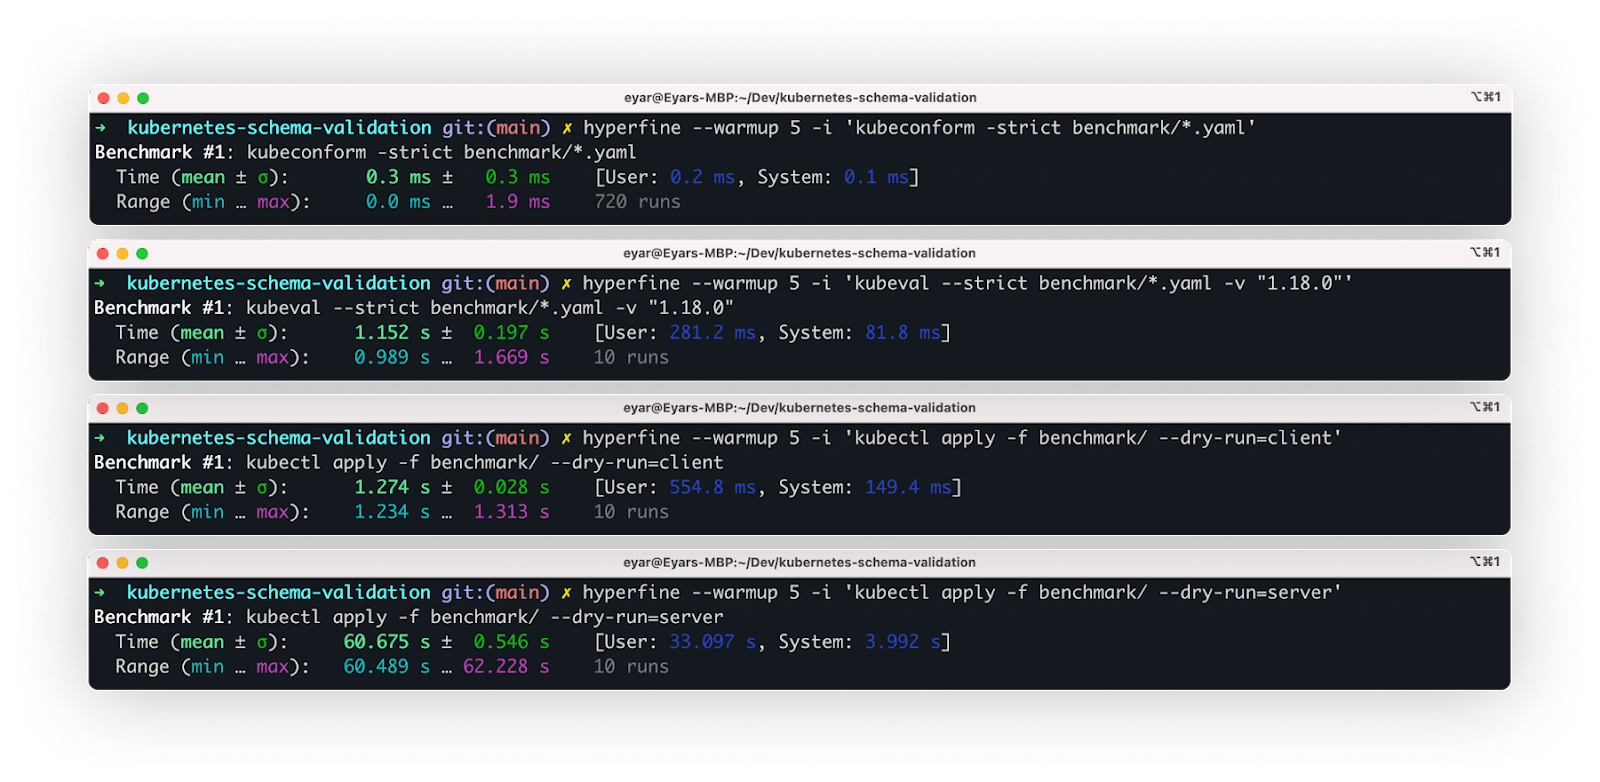 eyar@Eyars-MBP:~/Dev/kubernetes-schema-validation ⌥⌘1
➜ kubernetes-schema-validation git:(main) ✗ hyperfine --warmup 5 -i 'kubeconform -strict benchmark/*.yaml'
Benchmark #1: kubeconform -strict benchmark/*.yaml
Time (mean ± σ): 0.3 ms ± 0.3 ms [User: 0.2 ms, System: 0.1 ms]
Range (min … max): 0.0 ms … 1.9 ms 720 runs
eyar@Eyars-MBP:~/Dev/kubernetes-schema-validation ⌥⌘1
➜ kubernetes-schema-validation git:(main) ✗ hyperfine --warmup 5 -i 'kubeval --strict benchmark/*.yaml -v "1.18.0"'
Benchmark #1: kubeval --strict benchmark/*.yaml -v "1.18.0"
Time (mean ± σ): 1.152 s ± 0.197 s [User: 281.2 ms, System: 81.8 ms]
Range (min … max): 0.989 s … 1.669 s 10 runs
eyar@Eyars-MBP:~/Dev/kubernetes-schema-validation ⌥⌘1
➜ kubernetes-schema-validation git:(main) ✗ hyperfine --warmup 5 -i 'kubectl apply -f benchmark/ --dry-run=client'
Benchmark #1: kubectl apply -f benchmark/ --dry-run=client
Time (mean ± σ): 1.274 s ± 0.028 s [User: 554.8 ms, System: 149.4 ms]
Range (min … max): 1.234 s … 1.313 s 10 runs
eyar@Eyars-MBP:~/Dev/kubernetes-schema-validation ⌥⌘1
➜ kubernetes-schema-validation git:(main) ✗ hyperfine --warmup 5 -i 'kubectl apply -f benchmark/ --dry-run=server'
Benchmark #1: kubectl apply -f benchmark/ --dry-run=server
Time (mean ± σ): 60.675 s ± 0.546 s [User: 33.097 s, System: 3.992 s]
Range (min … max): 60.489 s … 62.228 s 10 runs